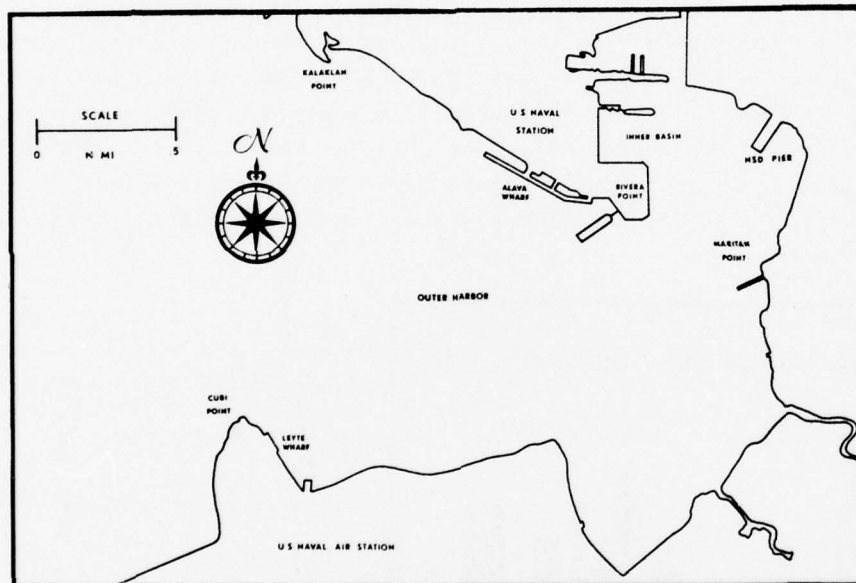 KALAKLAN
POINT
SCALE
0 N MI 5
N
U S NAVAL
STATION
INNER BASIN
NSD PIER
ALAVA
WHARF
RIVERA
POINT
MARITAN
POINT
OUTER HARBOR
CUBI
POINT
LEYTE
WHARF
U S NAVAL AIR STATION